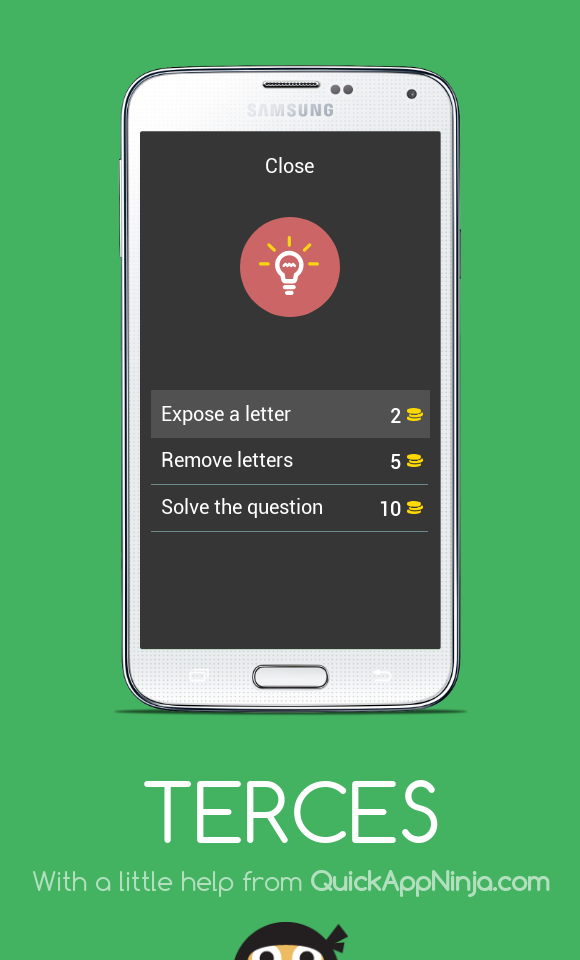 SAMSUNG
Close
Expose a letter 2
Remove letters 5
Solve the question 10
TERCES
With a little help from QuickAppNinja.com